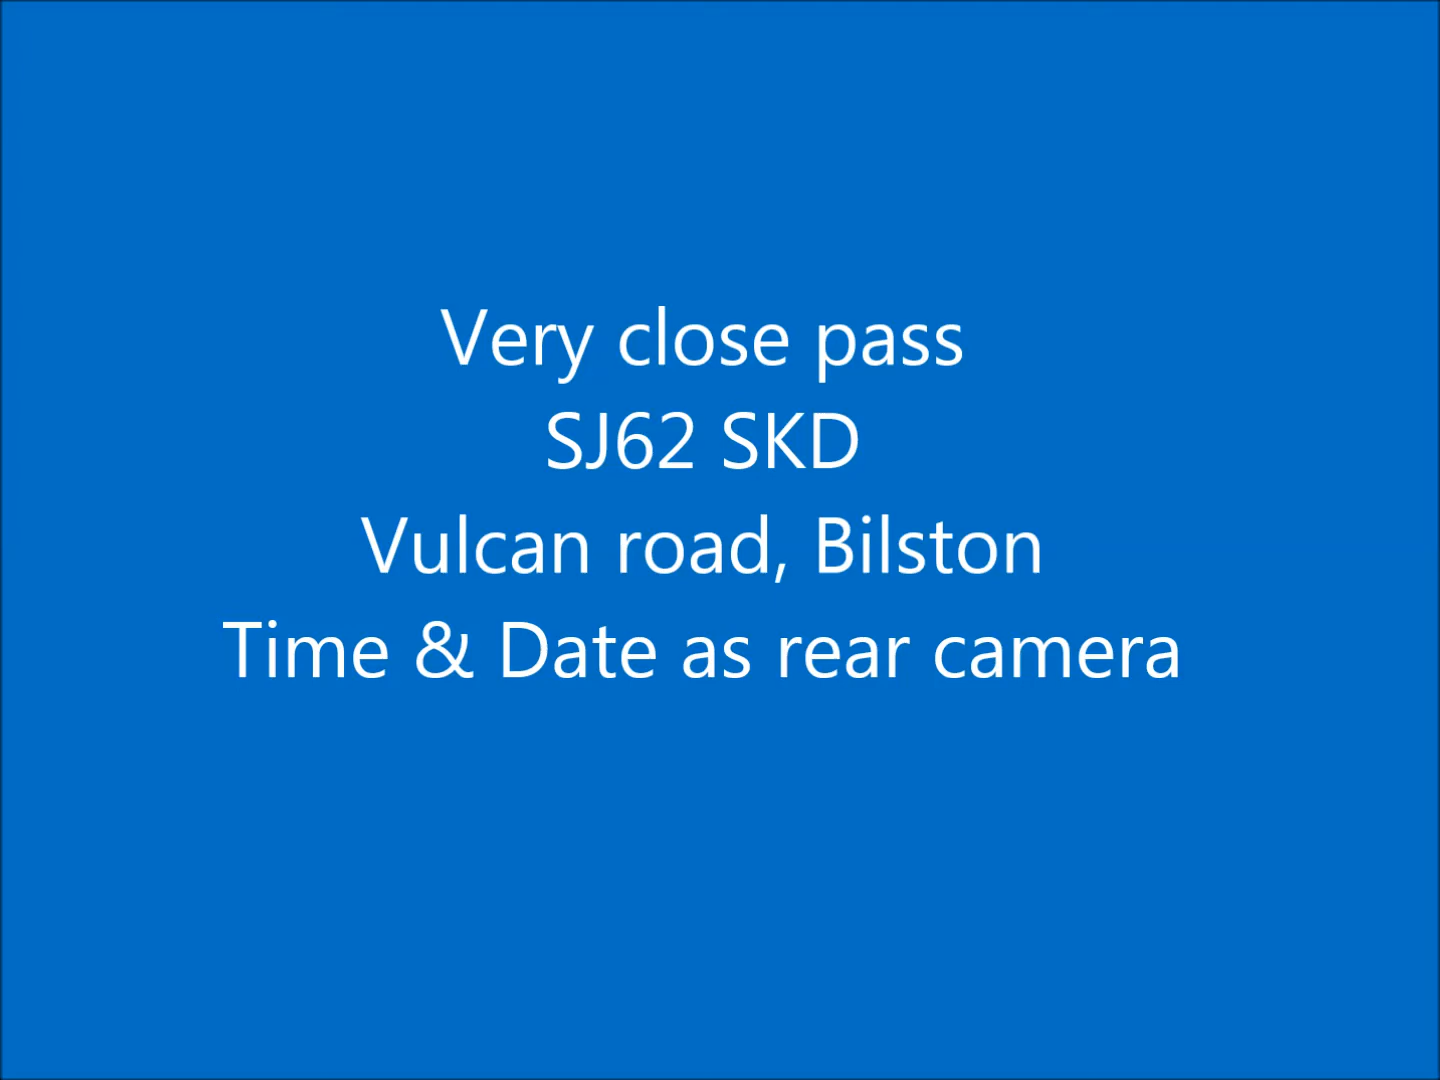 Very close pass
SJ62 SKD
Vulcan road, Bilston
Time & Date as rear camera